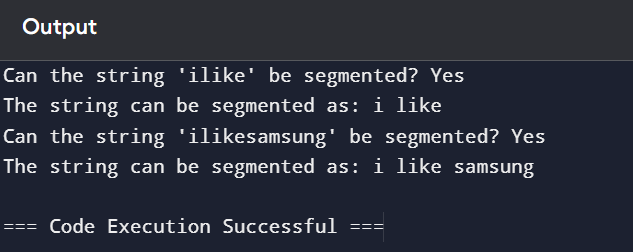 Output
Can the string 'ilike' be segmented? Yes
The string can be segmented as: i like
Can the string 'ilikesamsung' be segmented? Yes
The string can be segmented as: i like samsung
=== Code Execution Successful ===